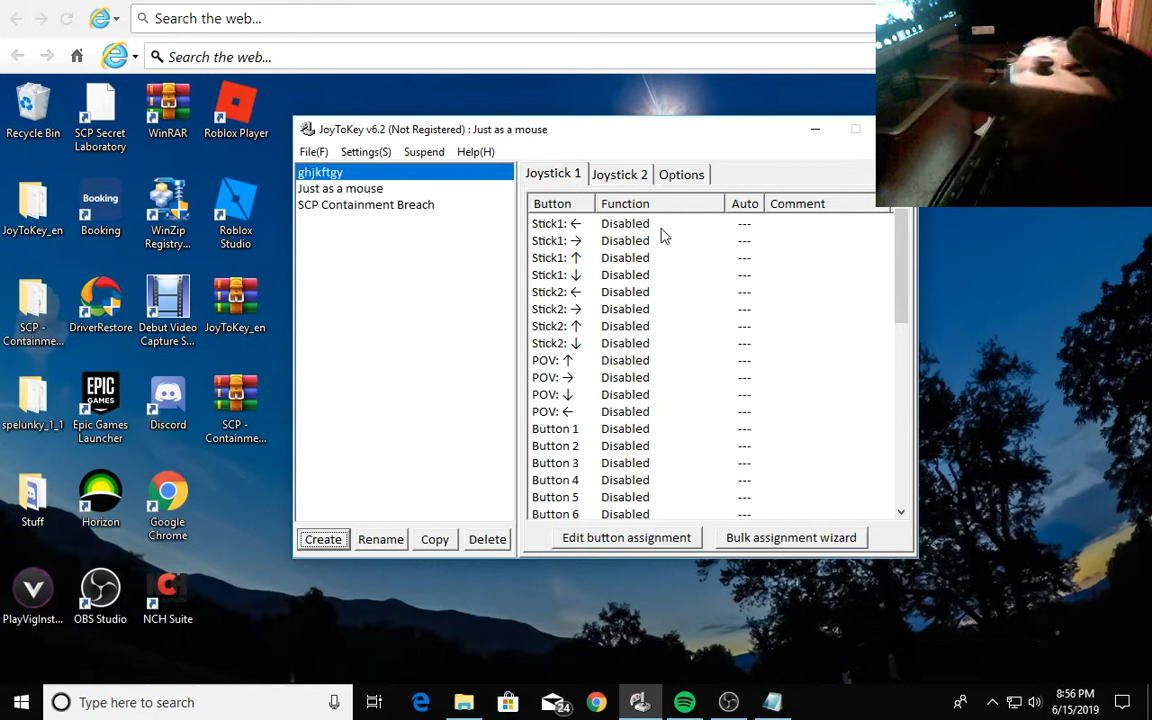 Search the web...
Search the web...
Recycle Bin
SCP Secret Laboratory
WinRAR
Roblox Player
JoyToKey_en
Booking
Booking
WinZip Registry...
Roblox Studio
SCP - Containme...
DriverRestore
Debut Video Capture S...
JoyToKey_en
spelunky_1_1
EPIC GAMES
Epic Games Launcher
Discord
SCP - Containme...
Stuff
Horizon
Google Chrome
PlayVigInst...
OBS Studio
NCH Suite
JoyToKey v6.2 (Not Registered) : Just as a mouse
File(F) Settings(S) Suspend Help(H)
ghjkftgy
Just as a mouse
SCP Containment Breach
Create Rename Copy Delete
Joystick 1 Joystick 2 Options
Button Function Auto Comment
Stick1: ← Disabled ---
Stick1: → Disabled ---
Stick1: ↑ Disabled ---
Stick1: ↓ Disabled ---
Stick2: ← Disabled ---
Stick2: → Disabled ---
Stick2: ↑ Disabled ---
Stick2: ↓ Disabled ---
POV: ↑ Disabled ---
POV: → Disabled ---
POV: ↓ Disabled ---
POV: ← Disabled ---
Button 1 Disabled ---
Button 2 Disabled ---
Button 3 Disabled ---
Button 4 Disabled ---
Button 5 Disabled ---
Button 6 Disabled ---
Edit button assignment Bulk assignment wizard
Type here to search
24
8:56 PM
6/15/2019